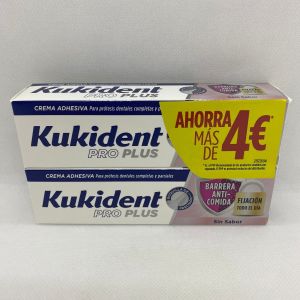 CREMA ADHESIVA Para prótesis dentales completas y parciales
Kukident
PRO PLUS
AHORRA
MÁS
DE 4€
CREMA ADHESIVA Para prótesis dentales completas y parciales
Kukident
PRO PLUS
BARRERA
ANTI-
COMIDA
FIJACIÓN
TODO EL DÍA
Sin Sabor